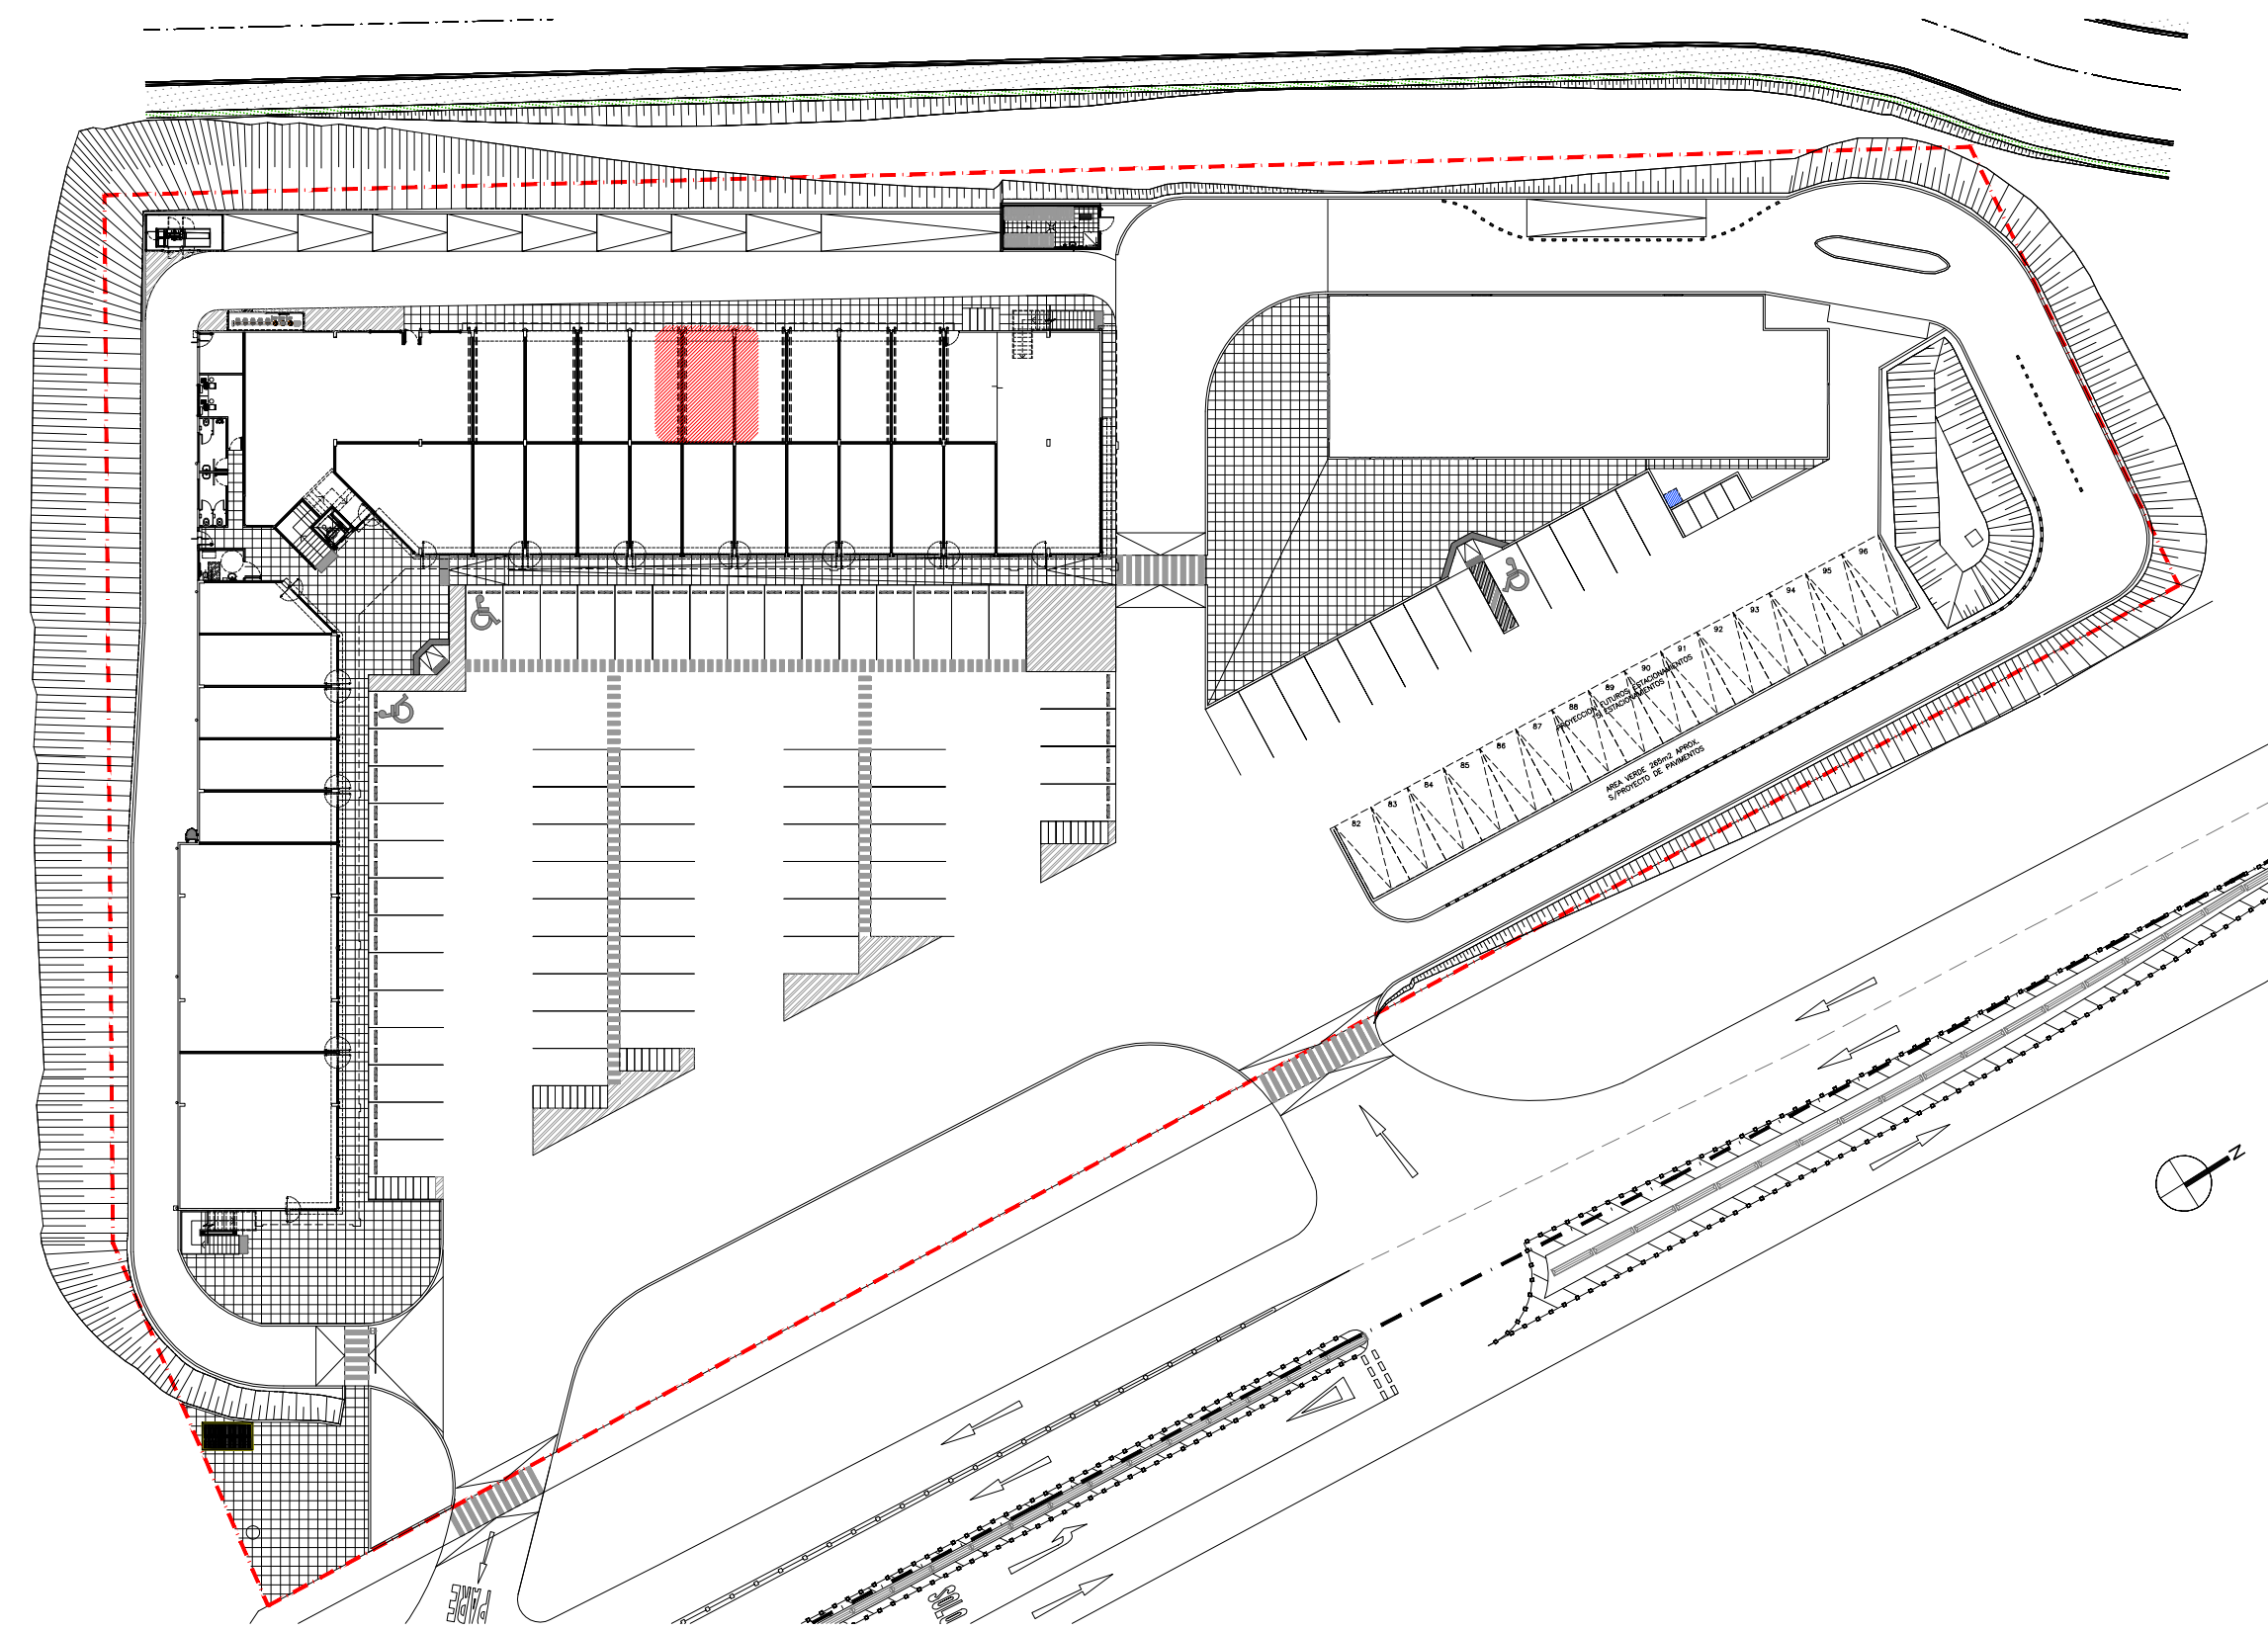 96
95
94
93
92
91
90
89
88
87
86
85
84
83
82
PROYECCION FUTUROS ESTACIONAMIENTOS
ESTACIONAMIENTOS
AREA VERDE 265m2 APROX.
S/PROYECTO DE PAVIMENTOS
N
PARE
SOLO